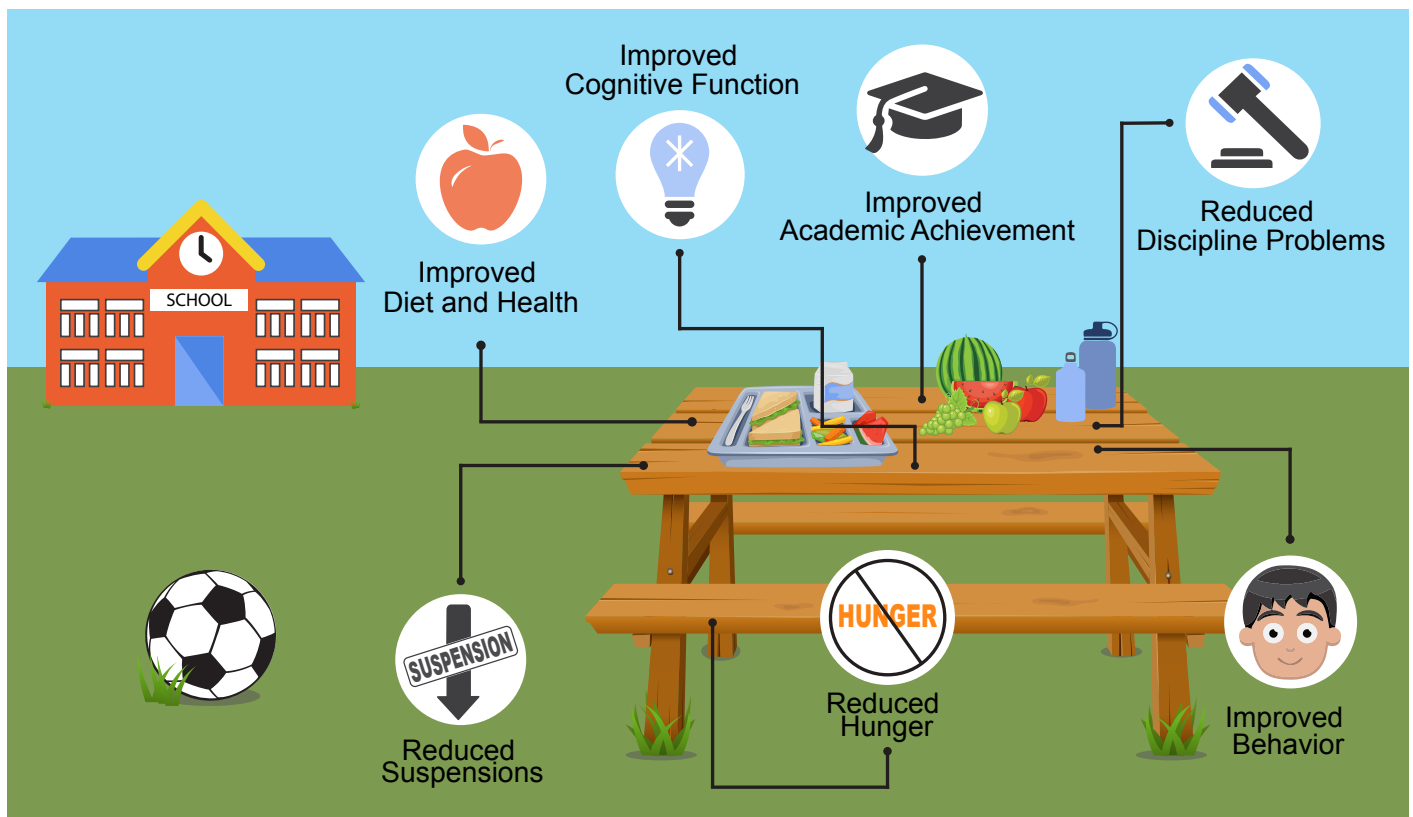 Improved
Cognitive Function
Improved
Academic Achievement
Reduced
Discipline Problems
Improved
Diet and Health
SCHOOL
SUSPENSION
Reduced
Suspensions
HUNGER
Reduced
Hunger
Improved
Behavior